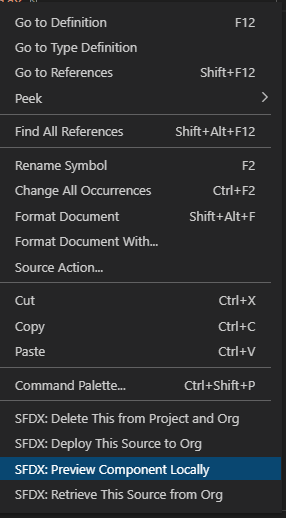 Go to Definition F12
Go to Type Definition
Go to References Shift+F12
Peek
Find All References Shift+Alt+F12
Rename Symbol F2
Change All Occurrences Ctrl+F2
Format Document Shift+Alt+F
Format Document With...
Source Action...
Cut Ctrl+X
Copy Ctrl+C
Paste Ctrl+V
Command Palette... Ctrl+Shift+P
SFDX: Delete This from Project and Org
SFDX: Deploy This Source to Org
SFDX: Preview Component Locally
SFDX: Retrieve This Source from Org